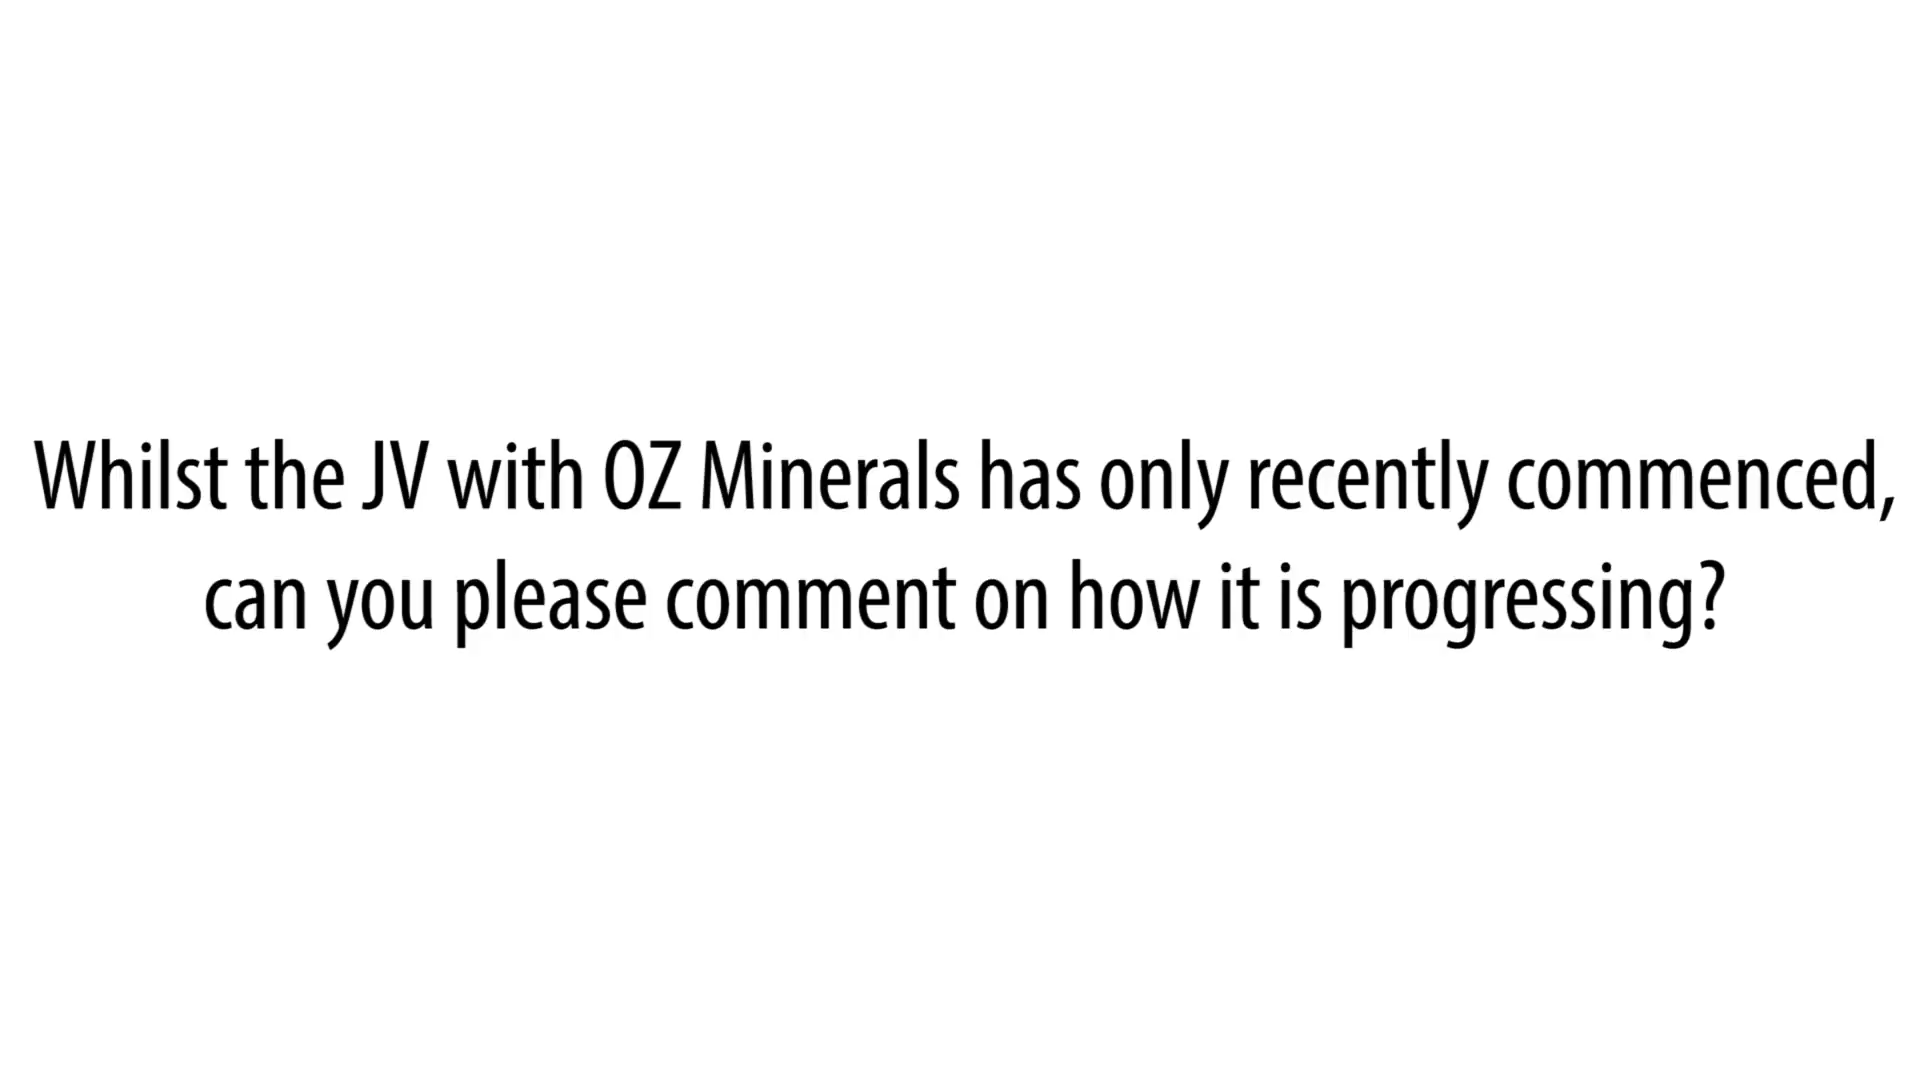 Whilst the JV with OZ Minerals has only recently commenced,
can you please comment on how it is progressing?